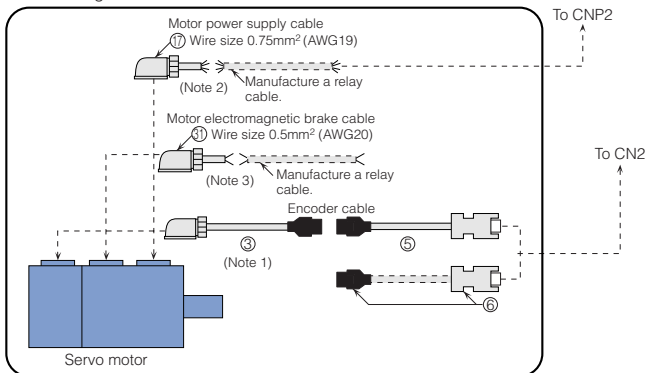 Motor power supply cable
⑰ Wire size 0.75mm² (AWG19)
To CNP2
(Note 2)
Manufacture a relay
cable.
Motor electromagnetic brake cable
㉛ Wire size 0.5mm² (AWG20)
To CN2
(Note 3)
Manufacture a relay
cable.
Encoder cable
③
⑤
(Note 1)
⑥
Servo motor